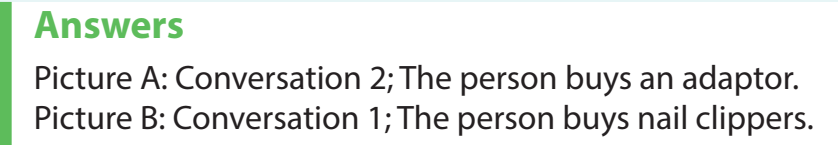 Answers
Picture A: Conversation 2; The person buys an adaptor.
Picture B: Conversation 1; The person buys nail clippers.